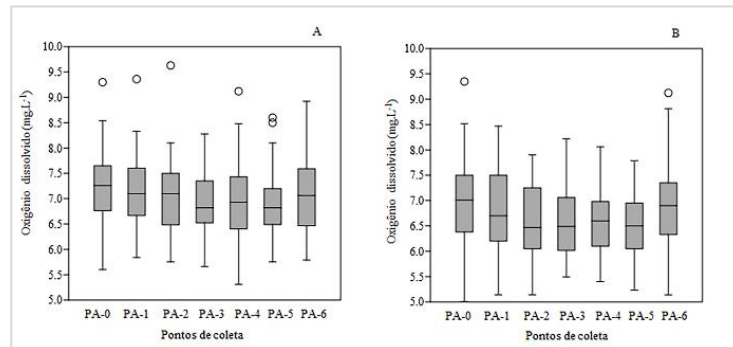 A
10.0
9.5
9.0
8.5
8.0
7.5
7.0
6.5
6.0
5.5
5.0
Oxigênio dissolvido (mg.L-1)
PA-0 PA-1 PA-2 PA-3 PA-4 PA-5 PA-6
Pontos de coleta
B
10.0
9.5
9.0
8.5
8.0
7.5
7.0
6.5
6.0
5.5
5.0
Oxigênio dissolvido (mg.L-1)
PA-0 PA-1 PA-2 PA-3 PA-4 PA-5 PA-6
Pontos de coleta